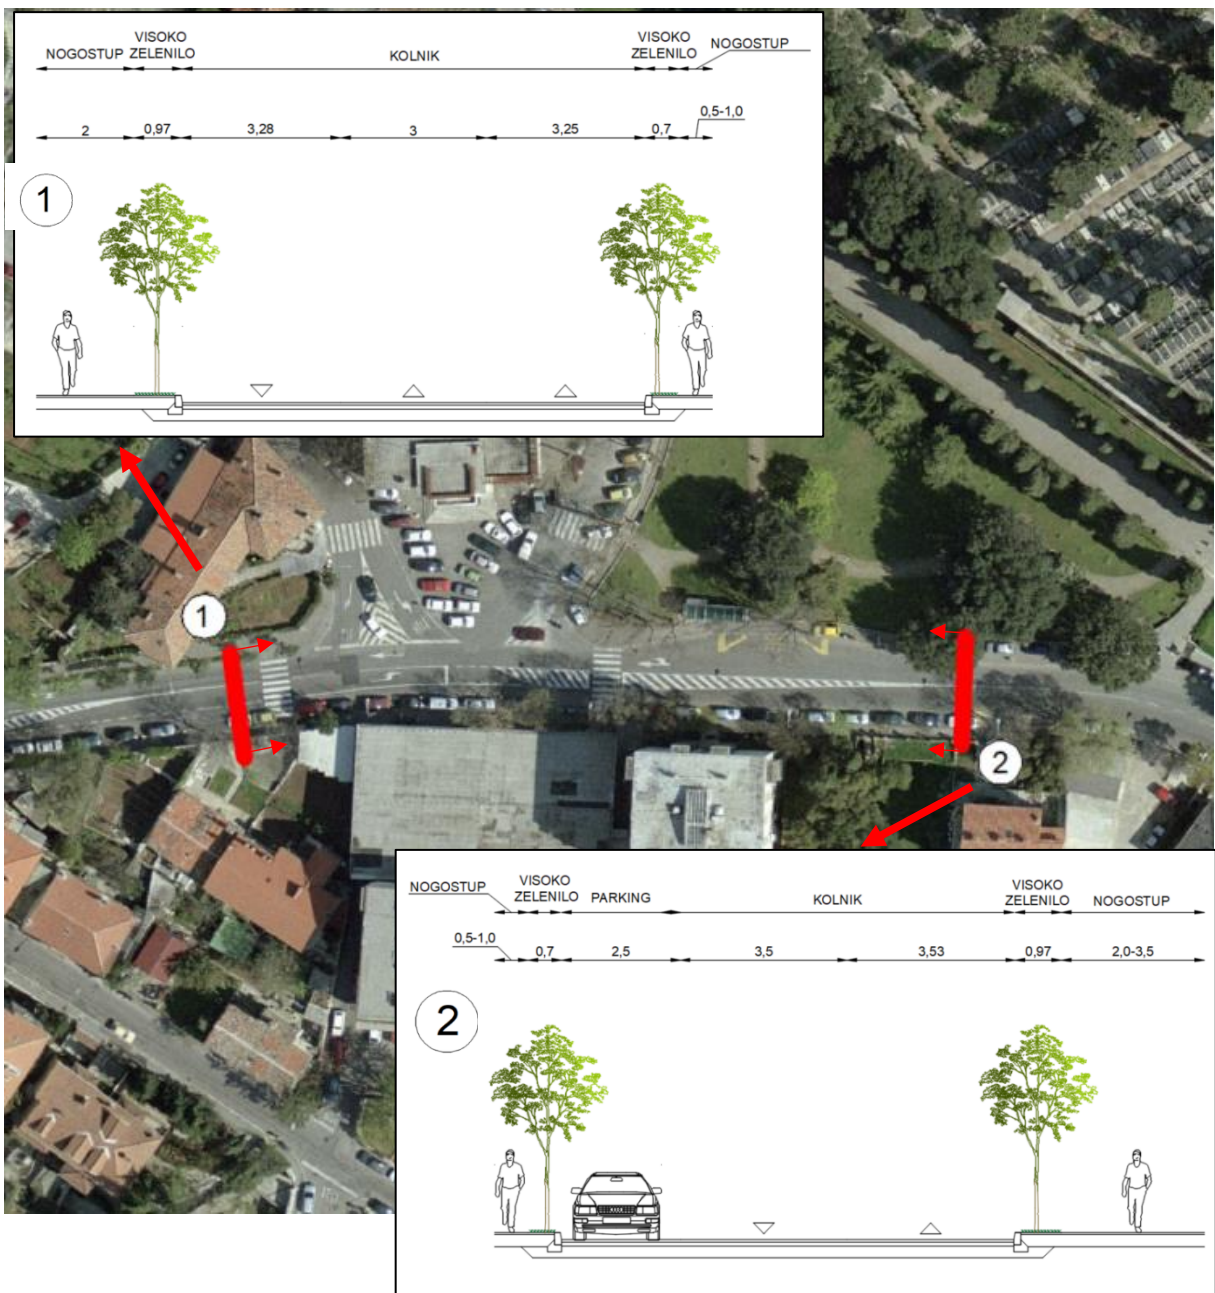 VISOKO
NOGOSTUP ZELENILO
KOLNIK
VISOKO
ZELENILO
NOGOSTUP
2
0,97
3,28
3
3,25
0,7
0,5-1,0
1
1
2
NOGOSTUP
VISOKO
ZELENILO
PARKING
KOLNIK
VISOKO
ZELENILO
NOGOSTUP
0,5-1,0
0,7
2,5
3,5
3,53
0,97
2,0-3,5
2